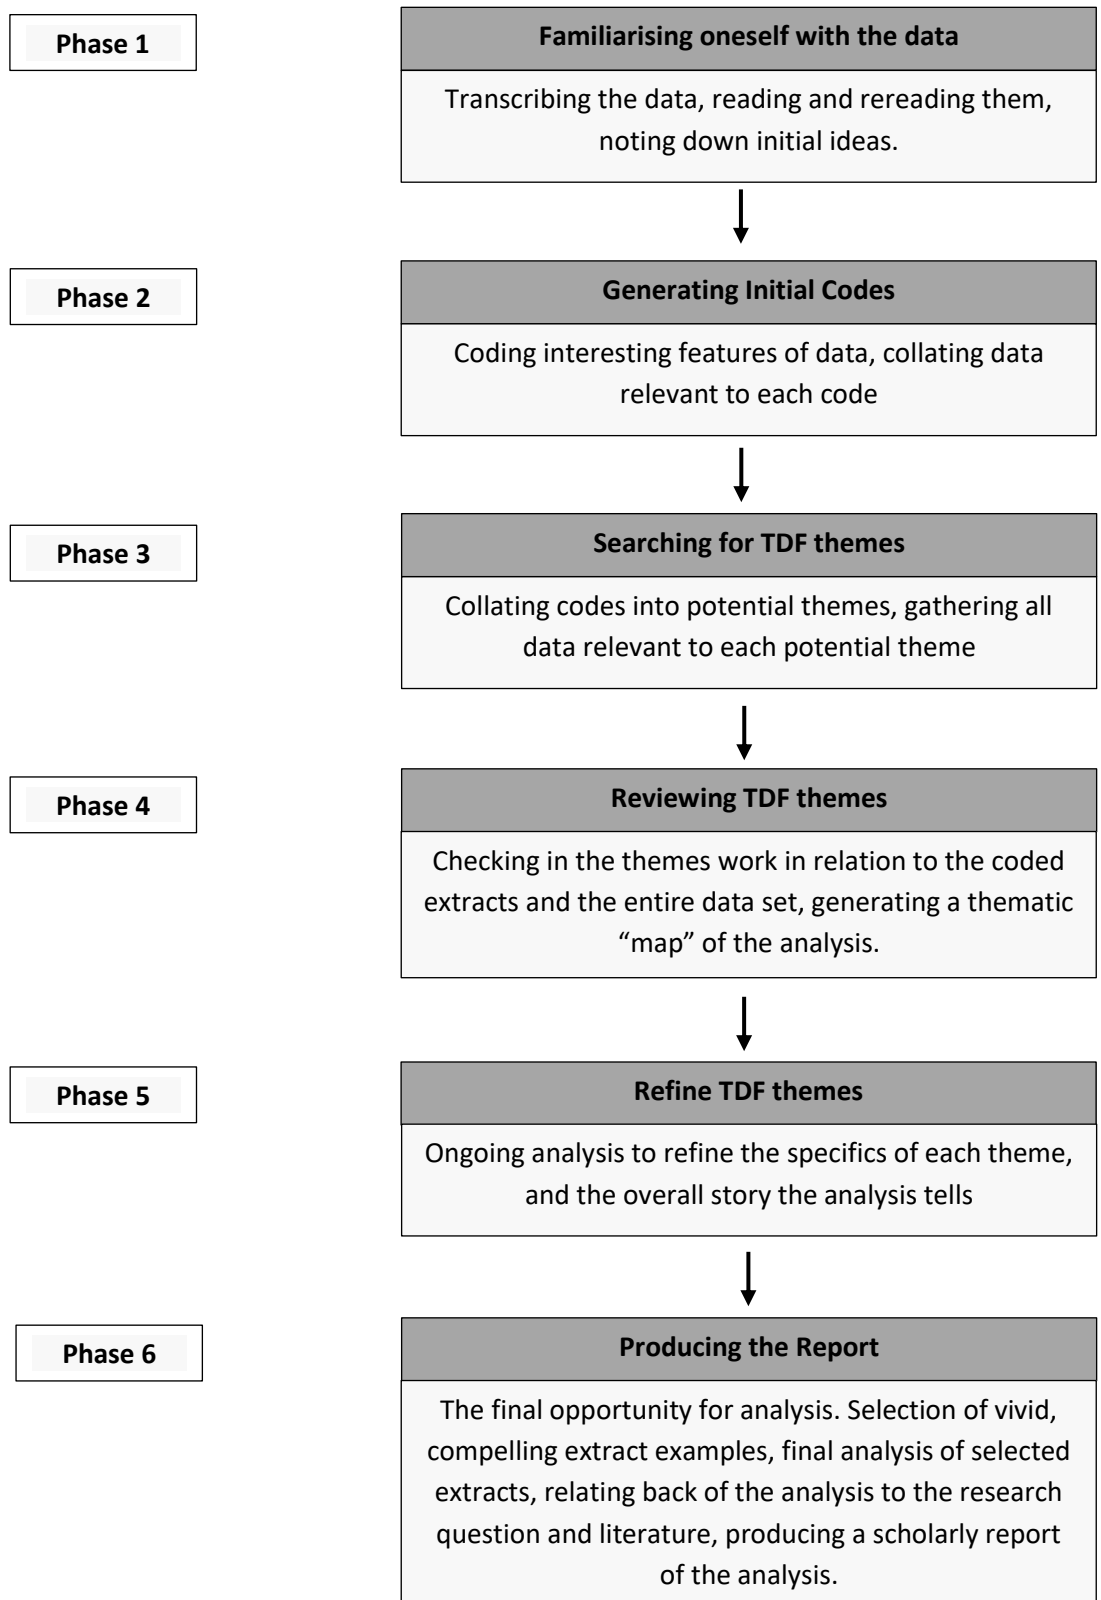 Phase 1
Familiarising oneself with the data
Transcribing the data, reading and rereading them,
noting down initial ideas.
Phase 2
Generating Initial Codes
Coding interesting features of data, collating data
relevant to each code
Phase 3
Searching for TDF themes
Collating codes into potential themes, gathering all
data relevant to each potential theme
Phase 4
Reviewing TDF themes
Checking in the themes work in relation to the coded
extracts and the entire data set, generating a thematic
“map” of the analysis.
Phase 5
Refine TDF themes
Ongoing analysis to refine the specifics of each theme,
and the overall story the analysis tells
Phase 6
Producing the Report
The final opportunity for analysis. Selection of vivid,
compelling extract examples, final analysis of selected
extracts, relating back of the analysis to the research
question and literature, producing a scholarly report
of the analysis.